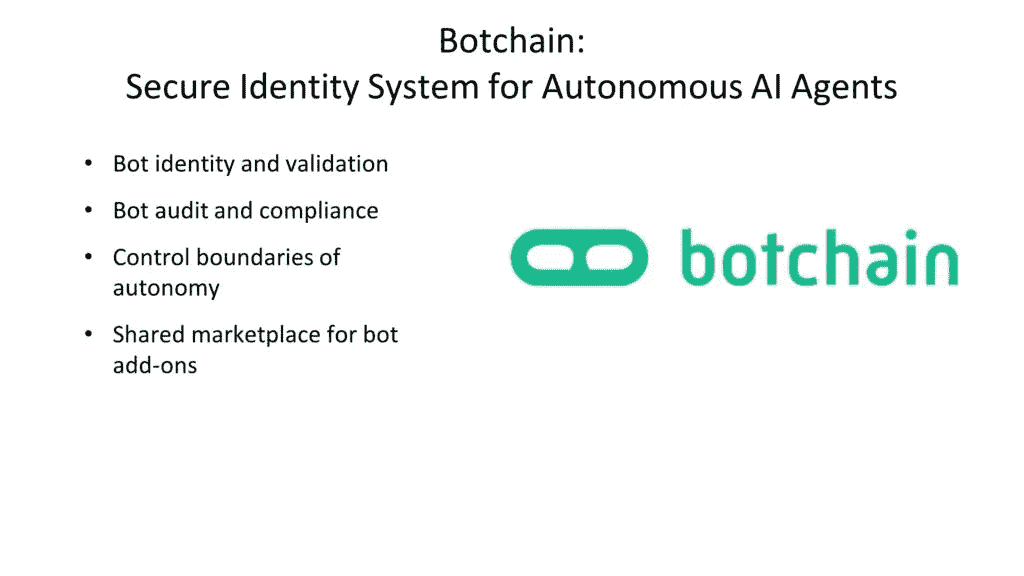 Botchain:
Secure Identity System for Autonomous AI Agents
• Bot identity and validation
• Bot audit and compliance
• Control boundaries of
autonomy
• Shared marketplace for bot
add-ons
botchain